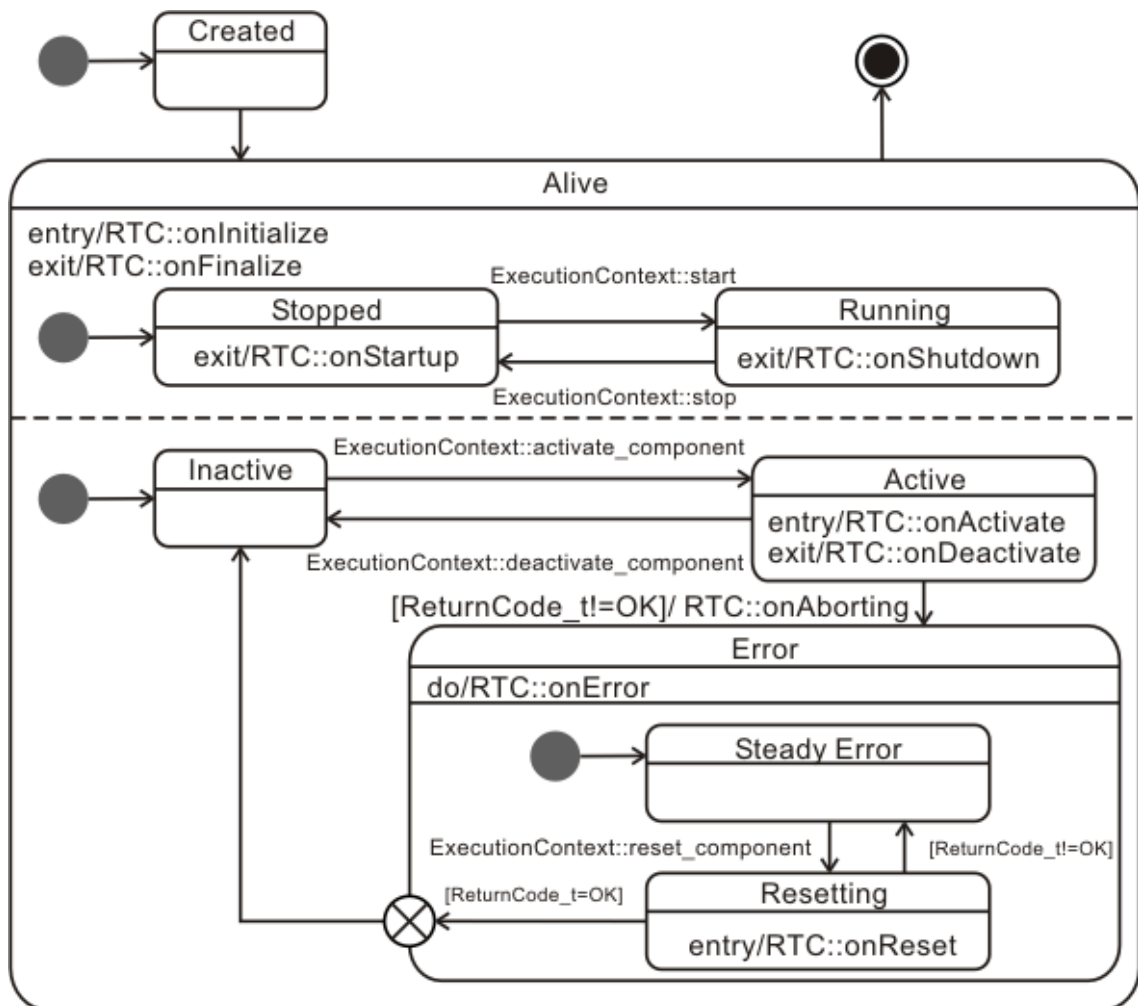 Created
Alive
entry/RTC::onInitialize
exit/RTC::onFinalize
ExecutionContext::start
Stopped
Running
exit/RTC::onStartup
exit/RTC::onShutdown
ExecutionContext::stop
ExecutionContext::activate_component
Inactive
Active
entry/RTC::onActivate
exit/RTC::onDeactivate
ExecutionContext::deactivate_component
[ReturnCode_t!=OK]/ RTC::onAborting
Error
do/RTC::onError
Steady Error
ExecutionContext::reset_component
[ReturnCode_t!=OK]
Resetting
[ReturnCode_t=OK]
entry/RTC::onReset